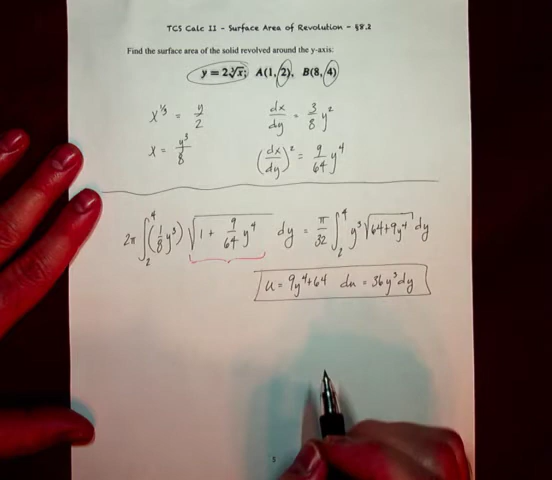 TCS Calc II - Surface Area of Revolution - §8.2
Find the surface area of the solid revolved around the y-axis:
y = 2∛x; A(1, 2), B(8, 4)
x^{1/3} = y/2
dx/dy = 3/8 y²
x = y³/8
(dx/dy)² = 9/64 y⁴
2π ∫₂⁴ (1/8 y³) √(1 + 9/64 y⁴) dy = π/32 ∫₂⁴ y³ √(64+9y⁴) dy
u = 9y⁴+64 du = 36y³dy
5